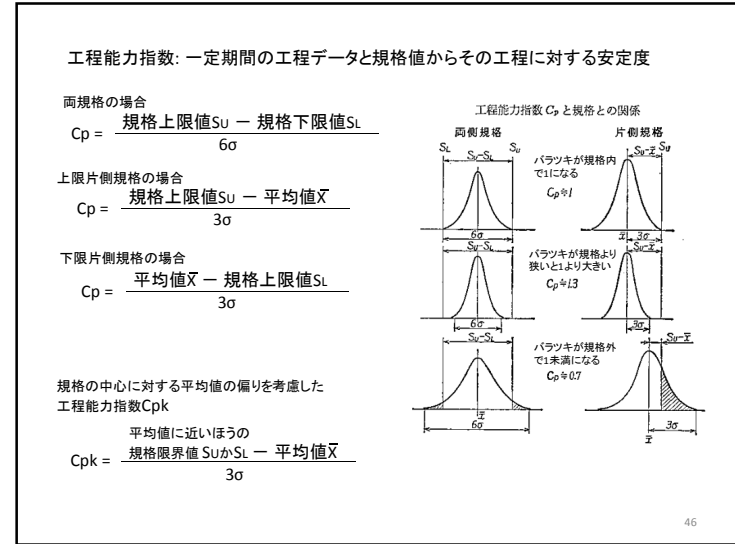 工程能力指数: 一定期間の工程データと規格値からその工程に対する安定度
両規格の場合
Cp = 規格上限値SU － 規格下限値SL
6σ
上限片側規格の場合
Cp = 規格上限値SU － 平均値X̅
3σ
下限片側規格の場合
Cp = 平均値X̅ － 規格上限値SL
3σ
規格の中心に対する平均値の偏りを考慮した
工程能力指数Cpk
平均値に近いほうの
Cpk = 規格限界値 SUかSL － 平均値X̅
3σ
工程能力指数 Cp と規格との関係
両側規格
片側規格
SL
SU－SL
SU
SU－x̅
SU
バラツキが規格内
で1になる
Cp≒1
6σ
x̅
3σ
SU－SL
SU－x̅
バラツキが規格より
狭いと1より大きい
Cp≒1.3
6σ
3σ
SU－SL
SU－x̅
バラツキが規格外
で1未満になる
Cp≒0.7
x̅
6σ
3σ
x̅
46